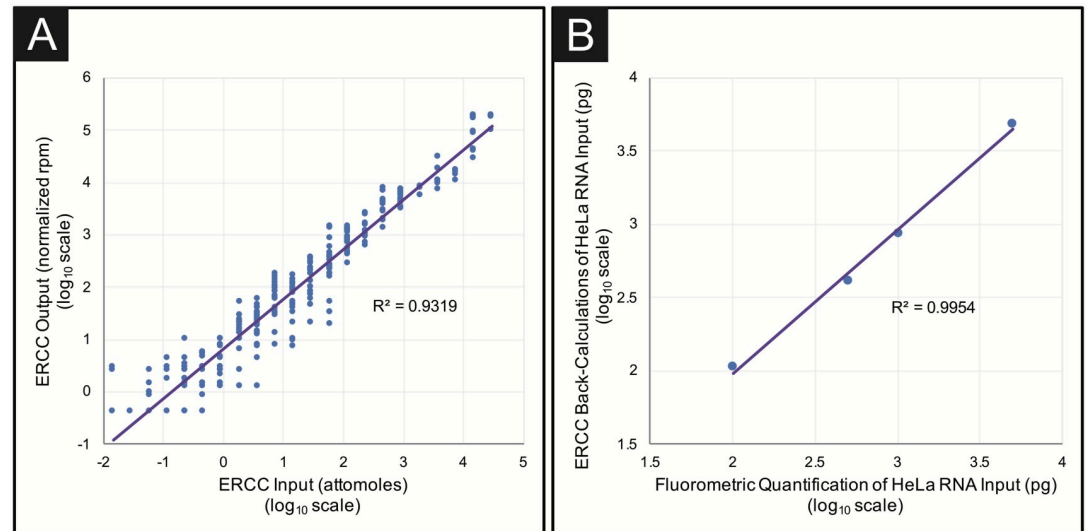 A
ERCC Output (normalized rpm)
(log₁₀ scale)
6
5
4
3
2
1
0
-1
R² = 0.9319
-2 -1 0 1 2 3 4 5
ERCC Input (attomoles)
(log₁₀ scale)
B
ERCC Back-Calculations of HeLa RNA Input (pg)
(log₁₀ scale)
4
3.5
3
2.5
2
1.5
R² = 0.9954
1.5 2 2.5 3 3.5 4
Fluorometric Quantification of HeLa RNA Input (pg)
(log₁₀ scale)